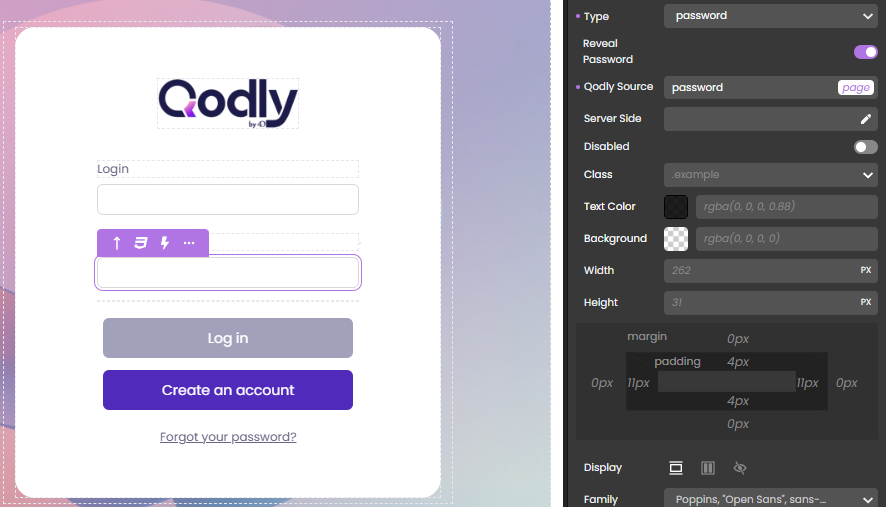 Qodly
by 4D
Login
Log in
Create an account
Forgot your password?
Type
password
Reveal
Password
Qodly Source
password
page
Server Side
Disabled
Class
.example
Text Color
rgba(0, 0, 0, 0.88)
Background
rgba(0, 0, 0, 0)
Width
262
PX
Height
31
PX
margin
0px
padding
4px
0px
11px
11px
0px
4px
0px
Display
Family
Poppins, "Open Sans", sans-...